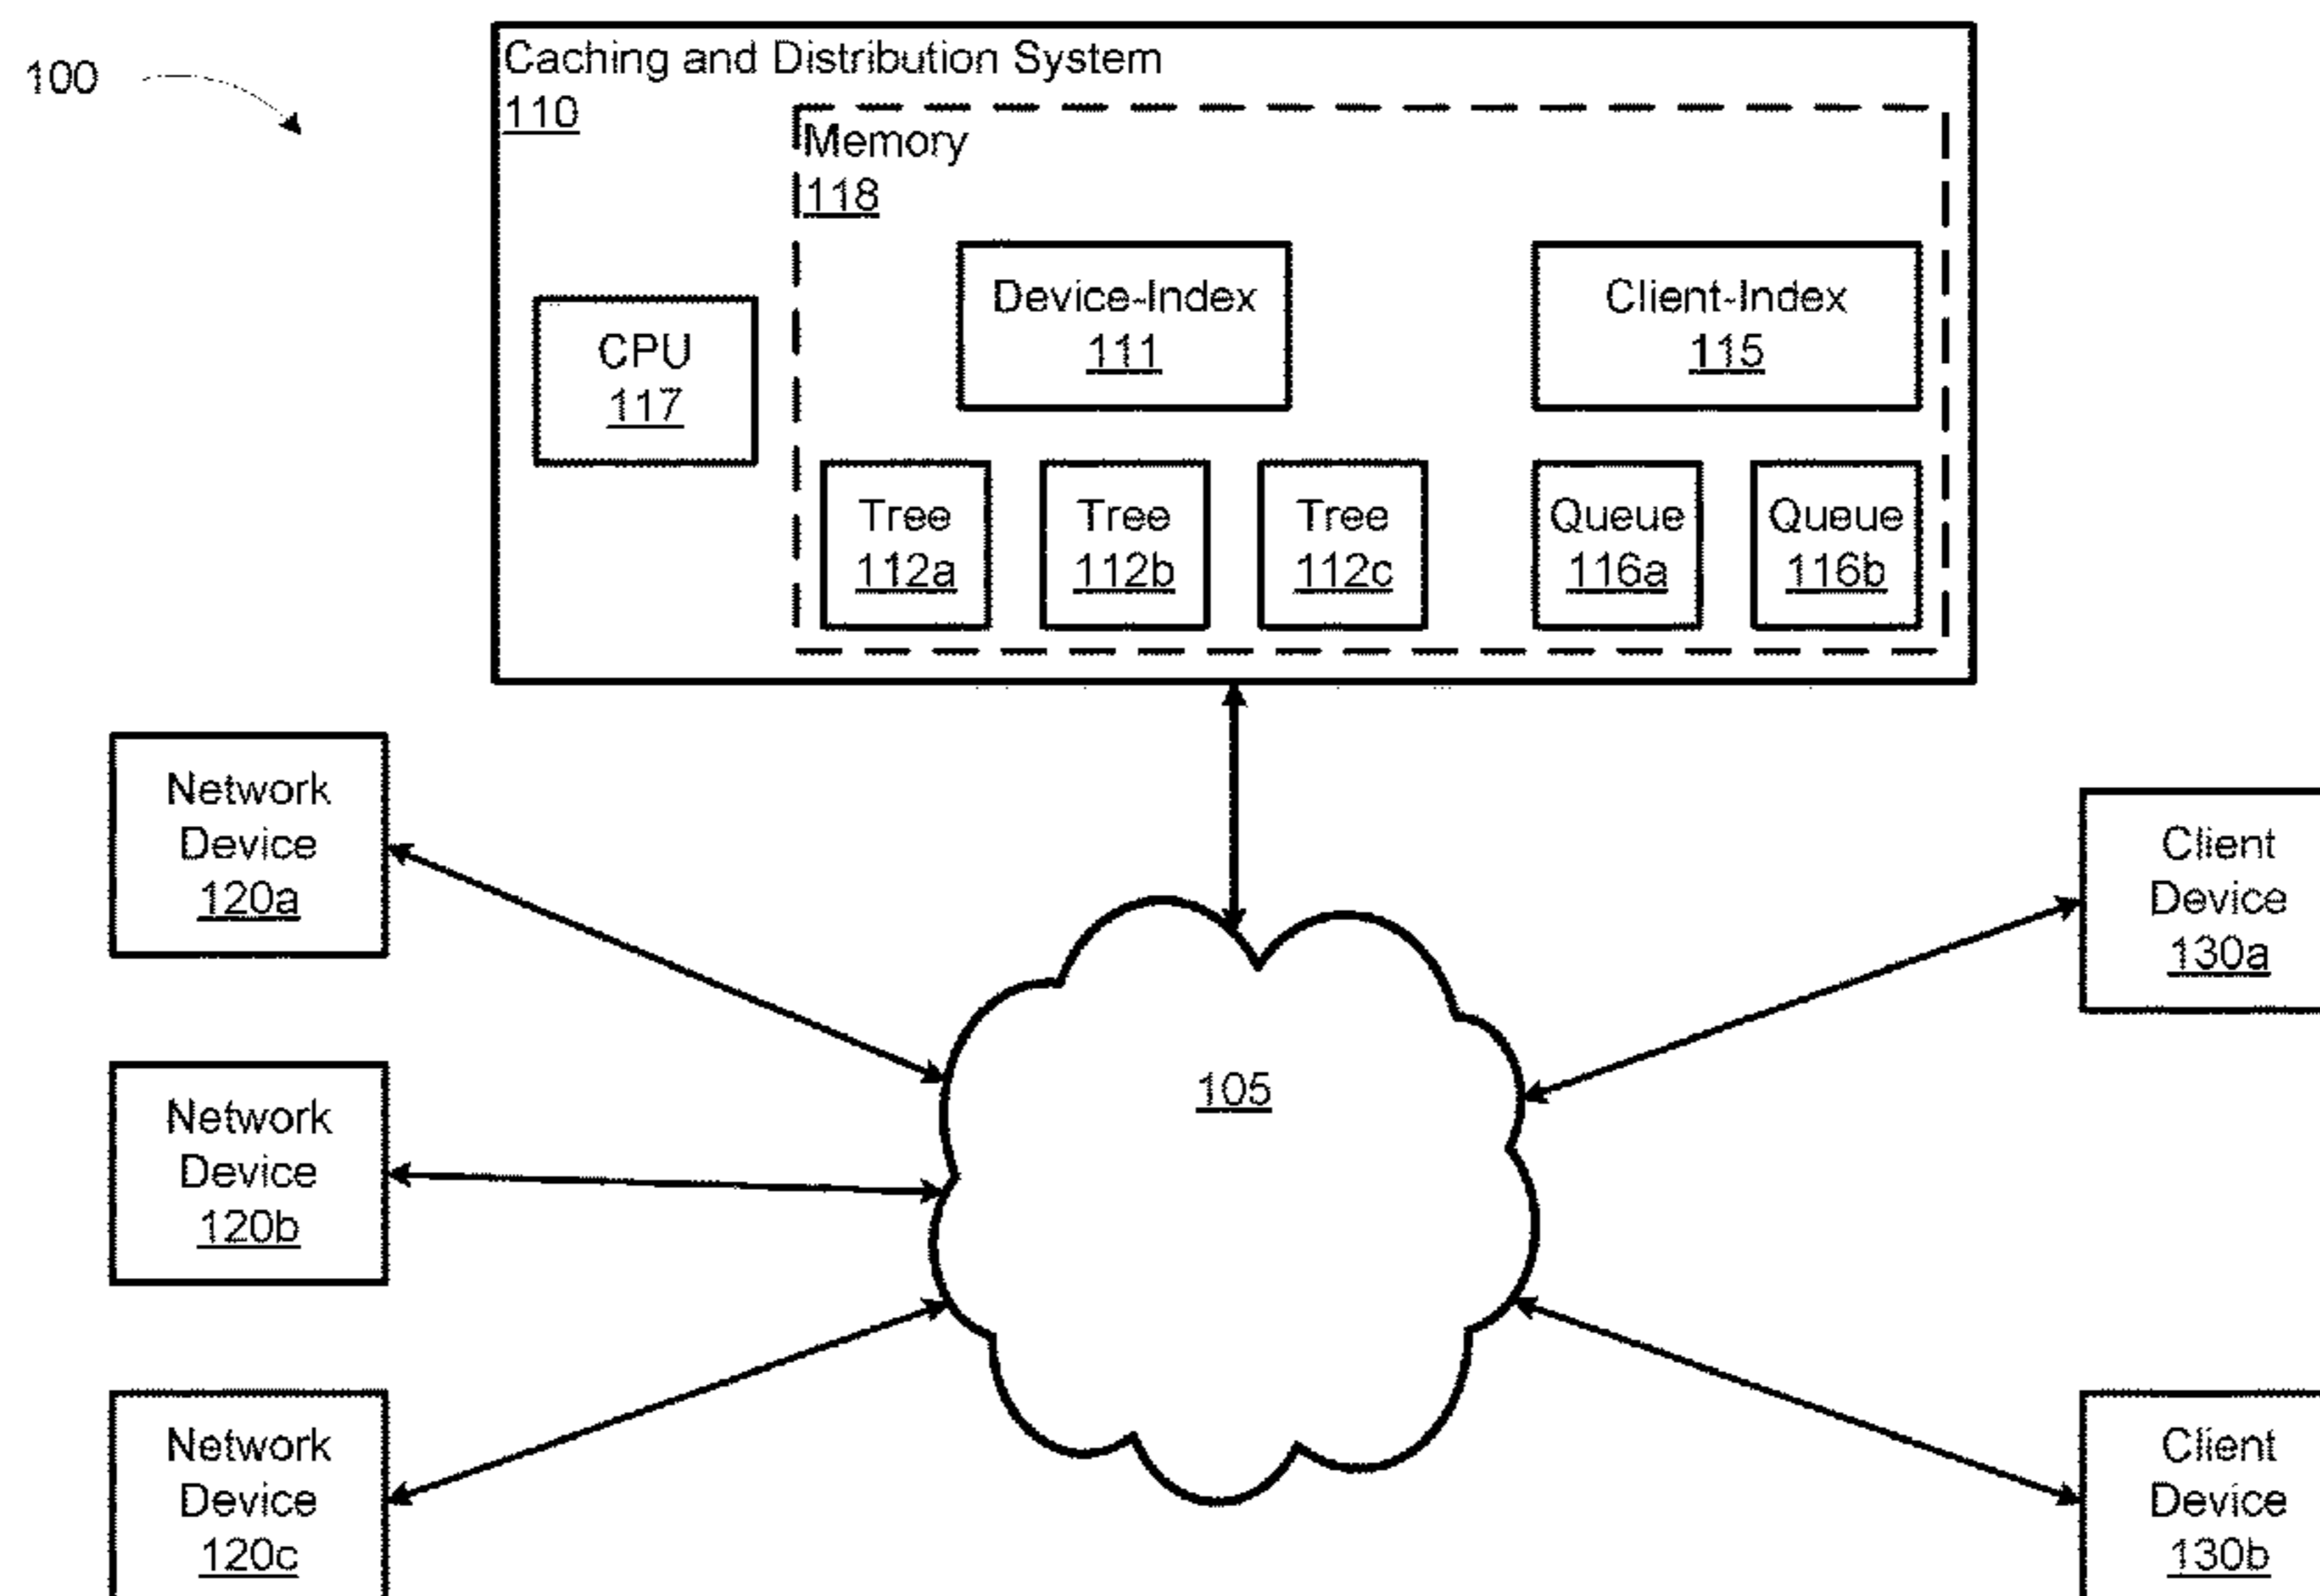 100
Caching and Distribution System
110
Memory
118
Device-Index
111
Client-Index
115
CPU
117
Tree
112a
Tree
112b
Tree
112c
Queue
116a
Queue
116b
Network
Device
120a
Client
Device
130a
105
Network
Device
120b
Network
Device
120c
Client
Device
130b